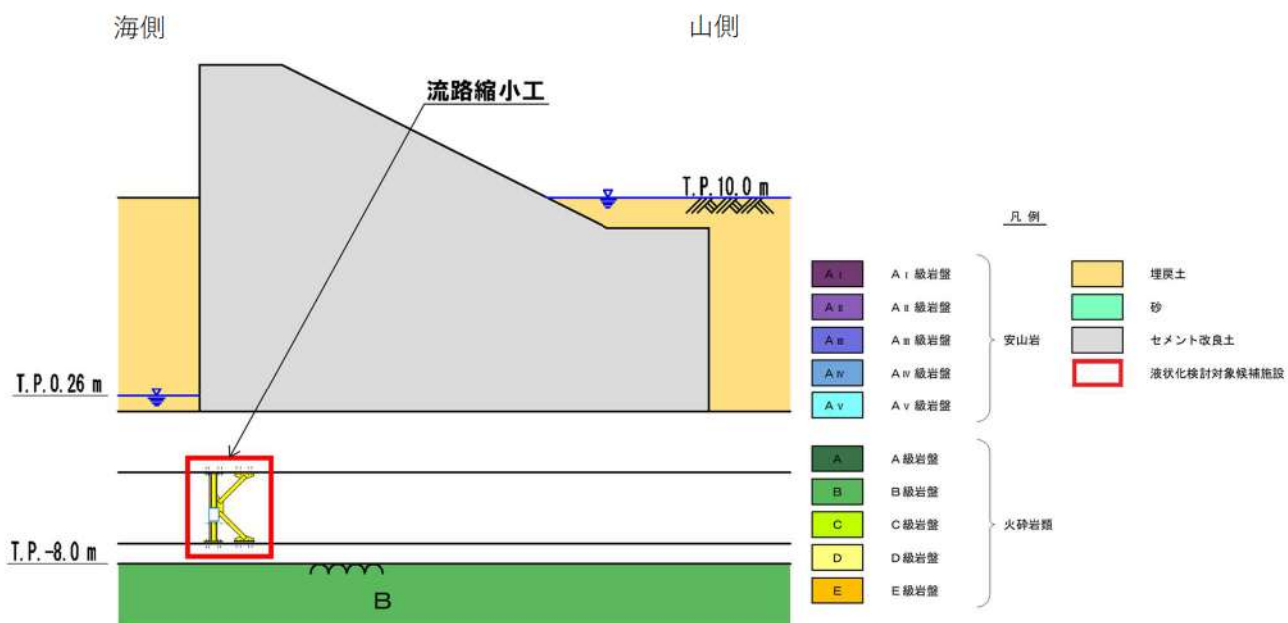 海側
山側
流路縮小工
T.P.10.0 m
T.P.0.26 m
T.P.-8.0 m
B
凡例
AⅠ AⅠ級岩盤
AⅡ AⅡ級岩盤
AⅢ AⅢ級岩盤
AⅣ AⅣ級岩盤
AⅤ AⅤ級岩盤
安山岩
A A級岩盤
B B級岩盤
C C級岩盤
D D級岩盤
E E級岩盤
火砕岩類
埋戻土
砂
セメント改良土
液状化検討対象候補施設